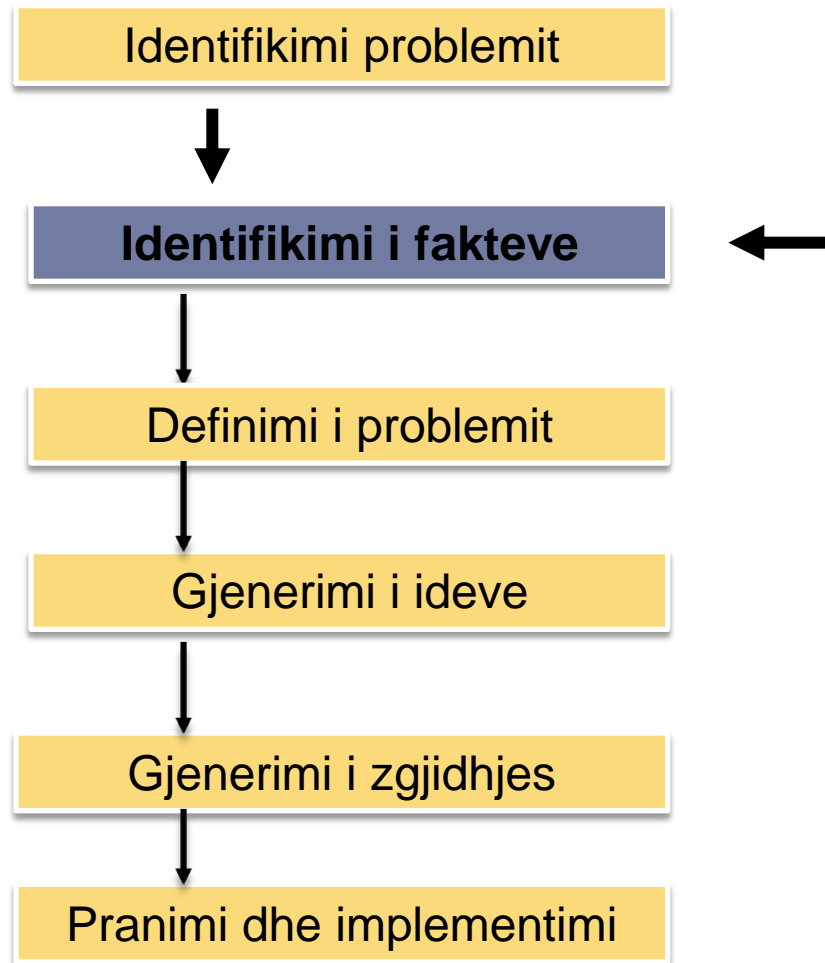 Identifikimi problemit
Identifikimi i fakteve
Definimi i problemit
Gjenerimi i ideve
Gjenerimi i zgjidhjes
Pranimi dhe implementimi